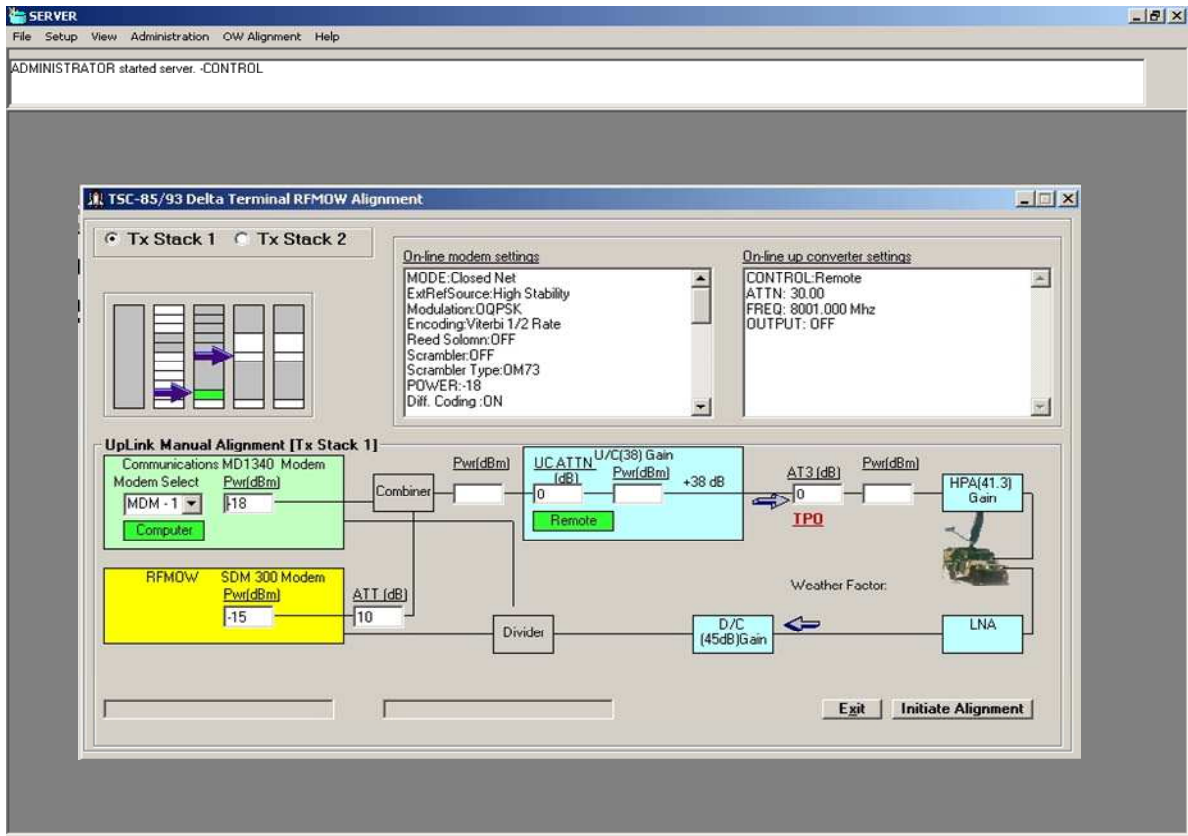 SERVER
File Setup View Administration OW Alignment Help
ADMINISTRATOR started server. -CONTROL
TSC-85/93 Delta Terminal RFMOW Alignment
Tx Stack 1 Tx Stack 2
On-line modem settings
MODE:Closed Net
ExtRefSource:High Stability
Modulation:OQPSK
Encoding:Viterbi 1/2 Rate
Reed Solomn:OFF
Scrambler:OFF
Scrambler Type:OM73
POWER:-18
Diff. Coding :ON
On-line up converter settings
CONTROL:Remote
ATTN: 30.00
FREQ: 8001.000 Mhz
OUTPUT: OFF
UpLink Manual Alignment [Tx Stack 1]
Communications MD1340 Modem
Modem Select Pwr(dBm)
MDM - 1 -18
Computer
Combiner
Pwr(dBm)
U/C(38) Gain
UC ATTN (dB) Pwr(dBm) +38 dB
0
Remote
AT3 (dB) Pwr(dBm)
0
TPO
HPA(41.3) Gain
RFMOW SDM 300 Modem
Pwr(dBm)
-15
ATT (dB)
10
Divider
Weather Factor:
D/C (45dB)Gain
LNA
Exit Initiate Alignment